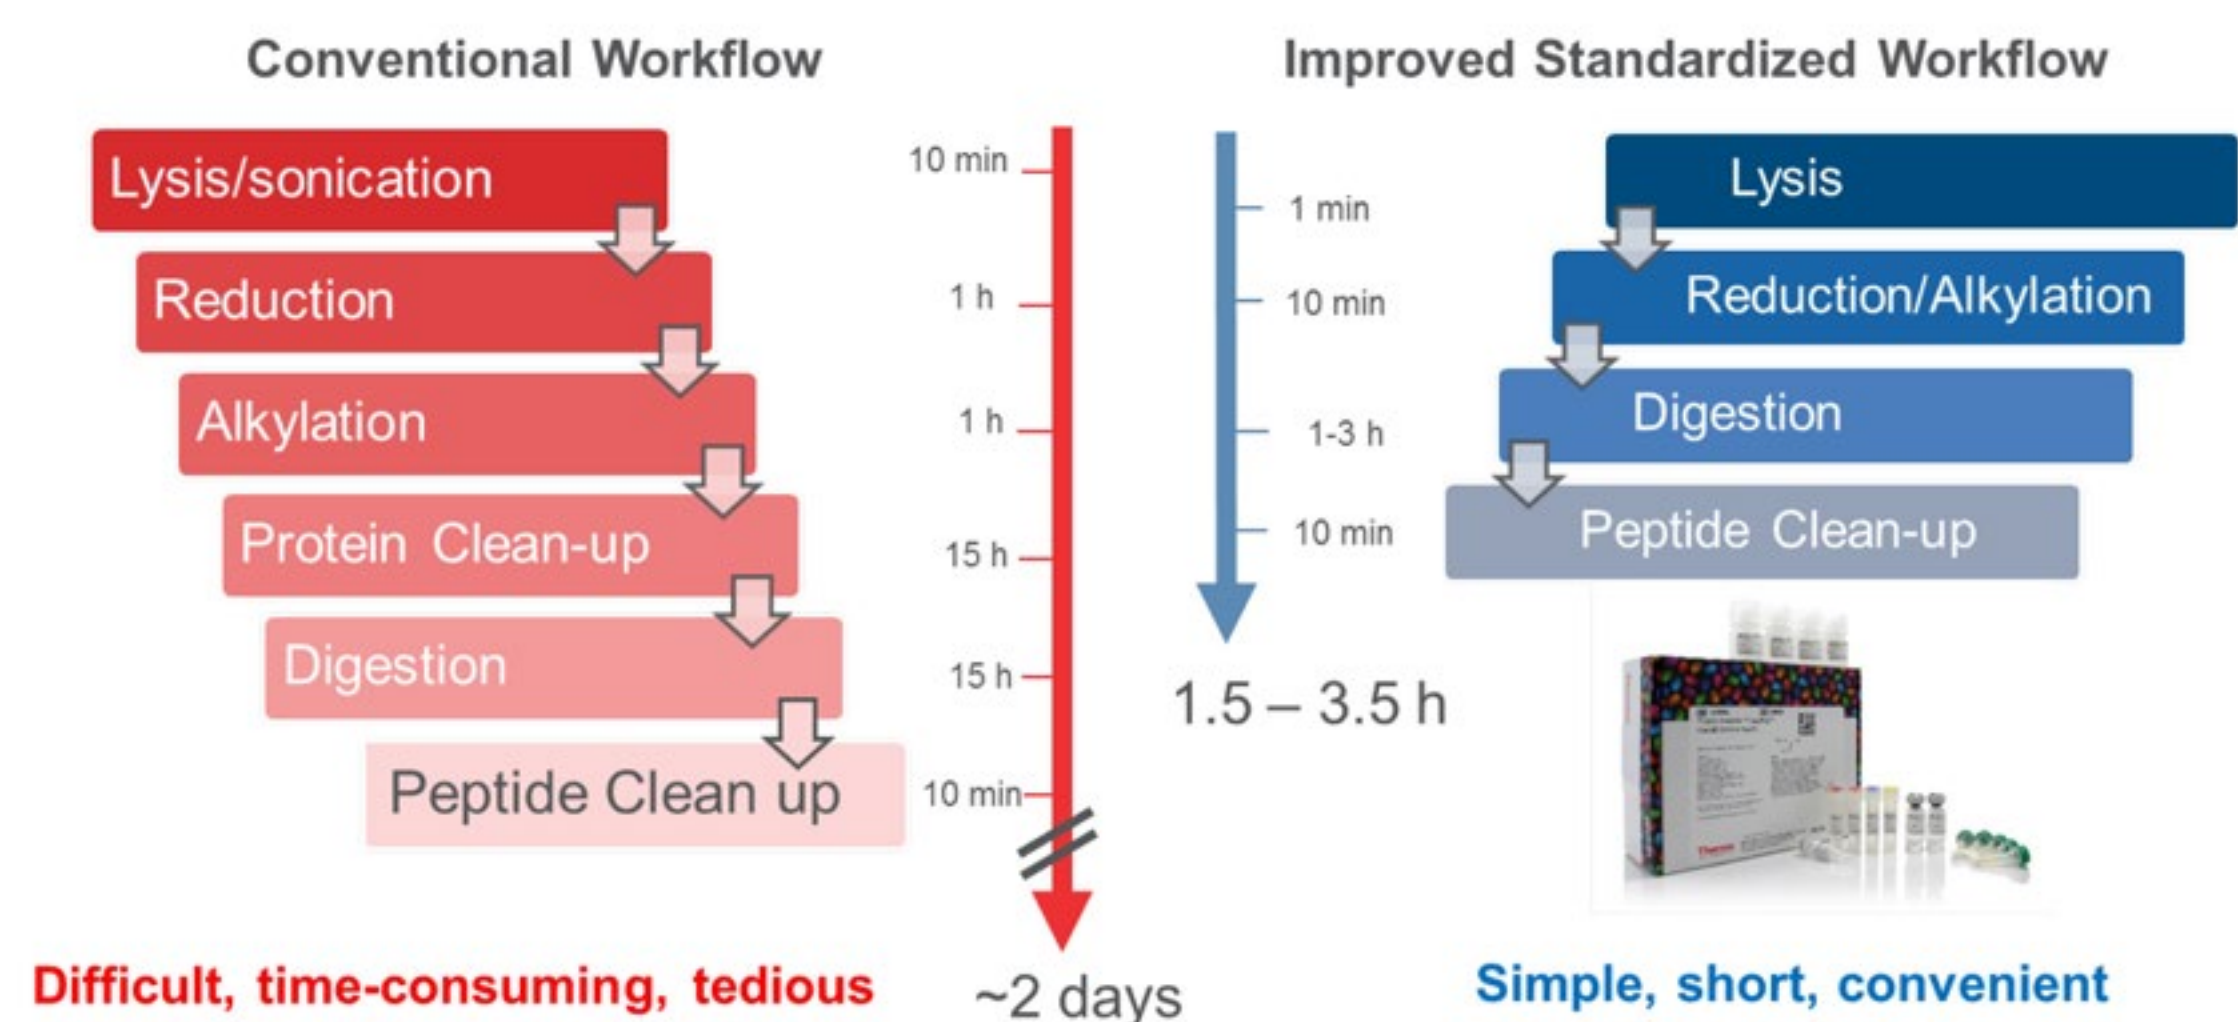 Conventional Workflow
Lysis/sonication
Reduction
Alkylation
Protein Clean-up
Digestion
Peptide Clean up
10 min
1 h
1 h
15 h
15 h
10 min
~2 days
Difficult, time-consuming, tedious
Improved Standardized Workflow
1 min
10 min
1-3 h
10 min
1.5 – 3.5 h
Lysis
Reduction/Alkylation
Digestion
Peptide Clean-up
Thermo
Simple, short, convenient